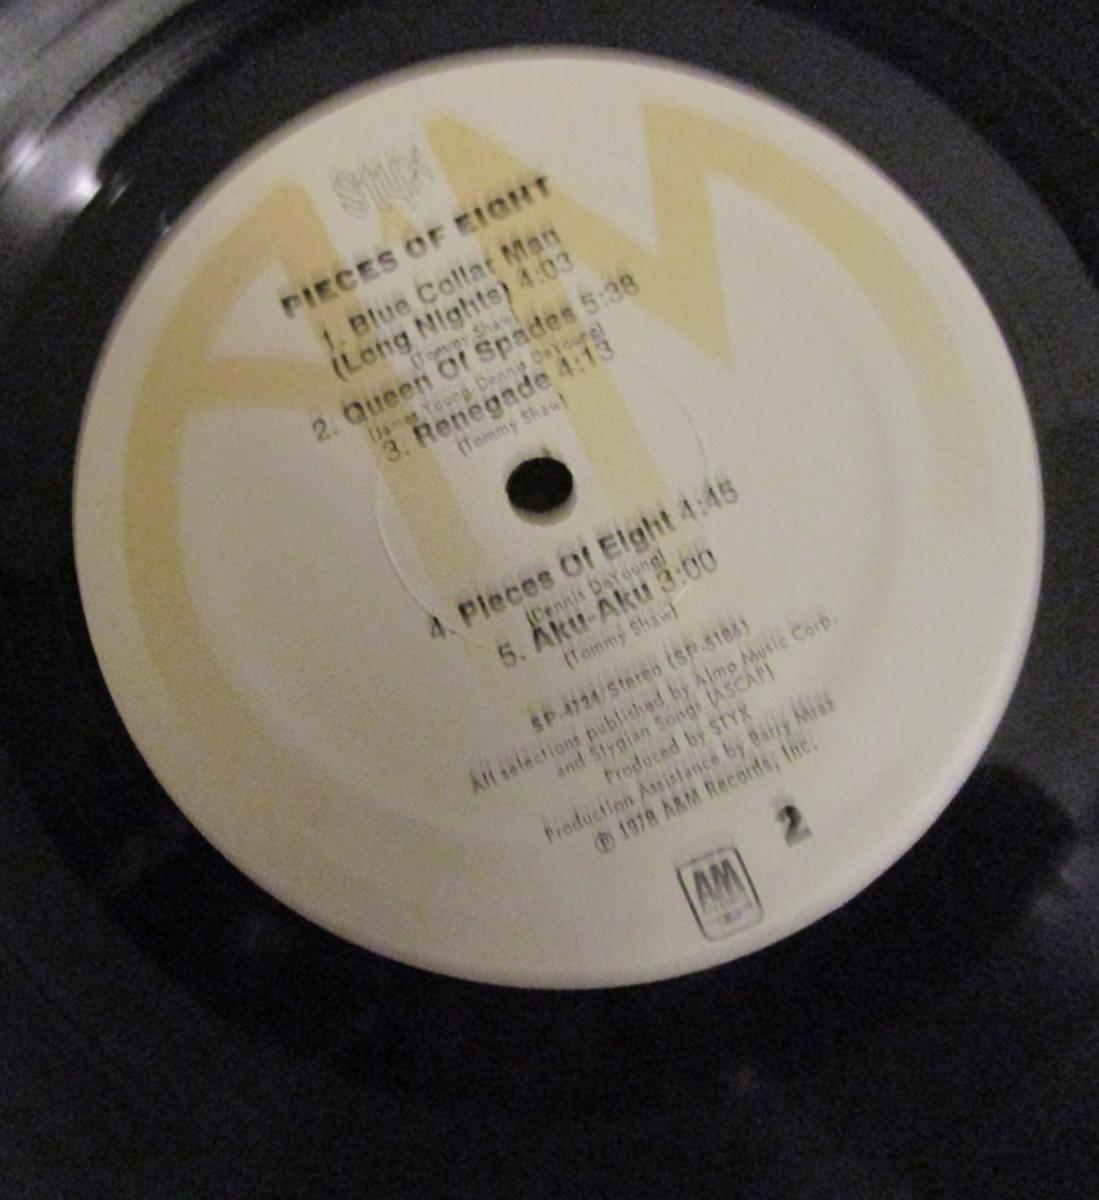 STYX
PIECES OF EIGHT
1. Blue Collar Man
(Long Nights) 4:03
(Tommy Shaw)
2. Queen Of Spades 5:38
(James Young-Dennis DeYoung)
3. Renegade 4:13
(Tommy Shaw)
4. Pieces Of Eight 4:45
(Dennis DeYoung)
5. Aku-Aku 3:00
(Tommy Shaw)
SP-4724/Stereo (SP-5186)
All selections published by Almo Music Corp.
and Stygian Songs (ASCAP)
Produced by STYX
Production Assistance by Barry Mraz
℗ 1978 A&M Records, Inc.
2
AM